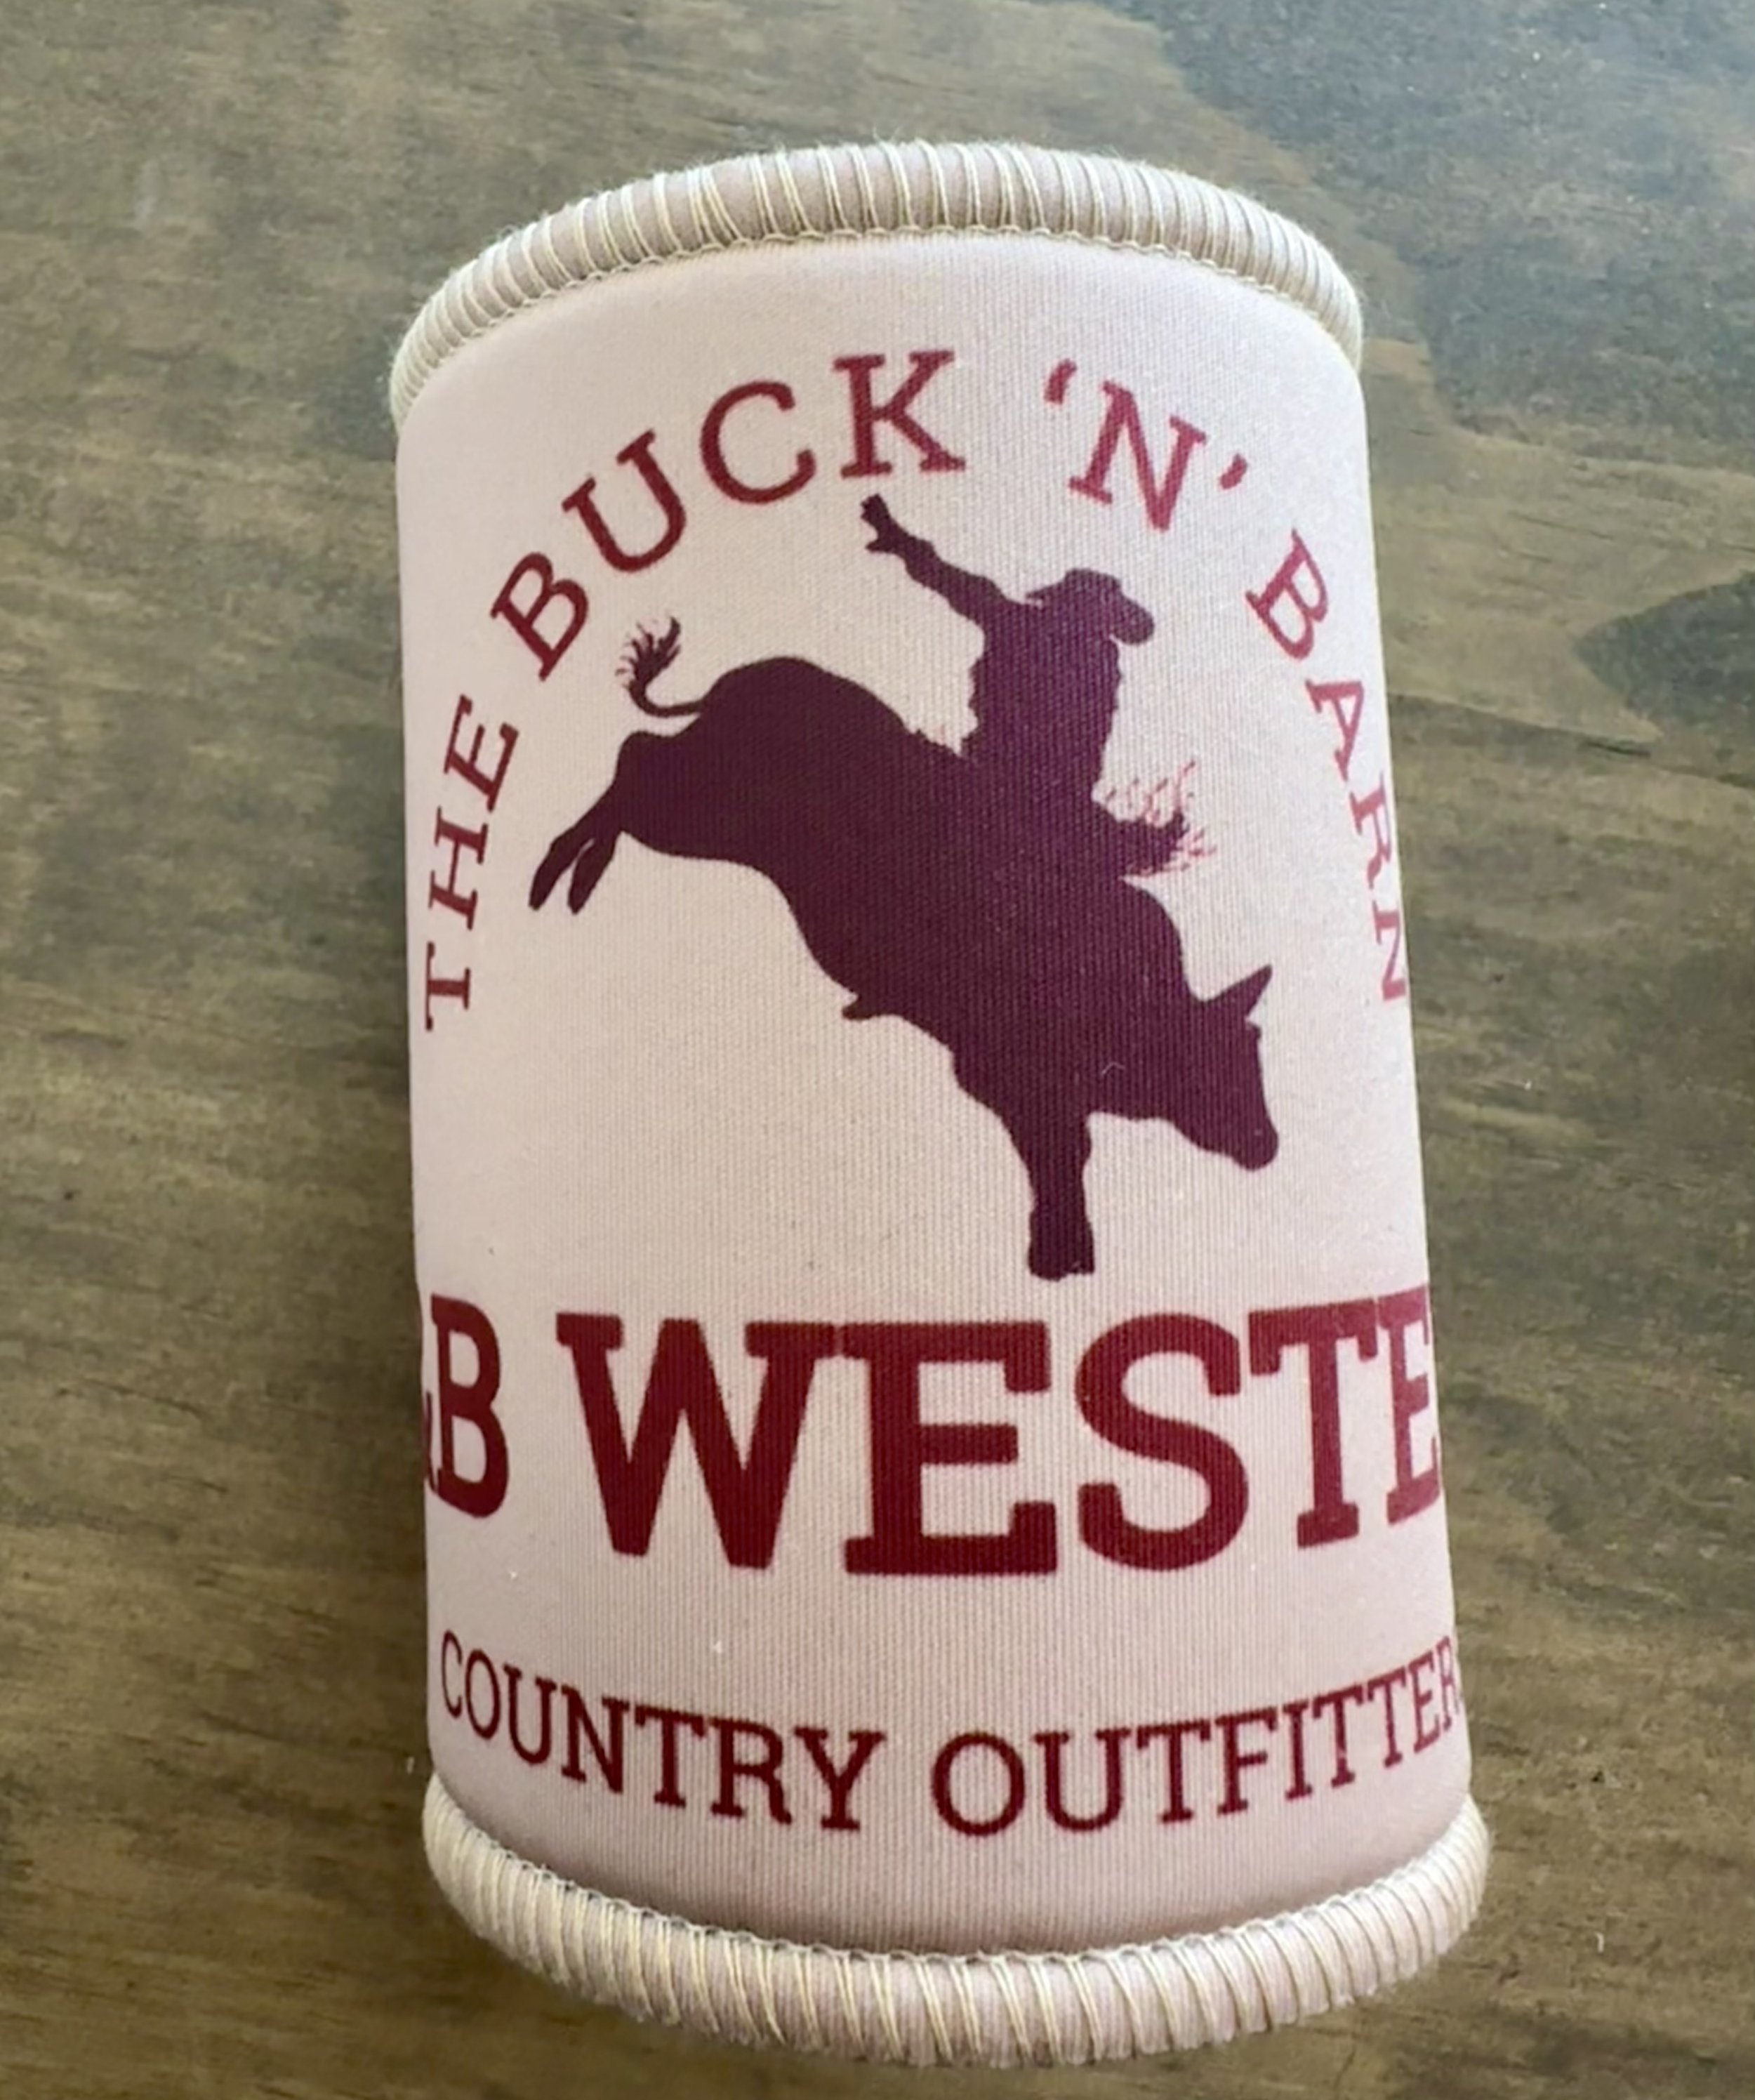 THE BUCK 'N' BARN
B WESTE
COUNTRY OUTFITTER